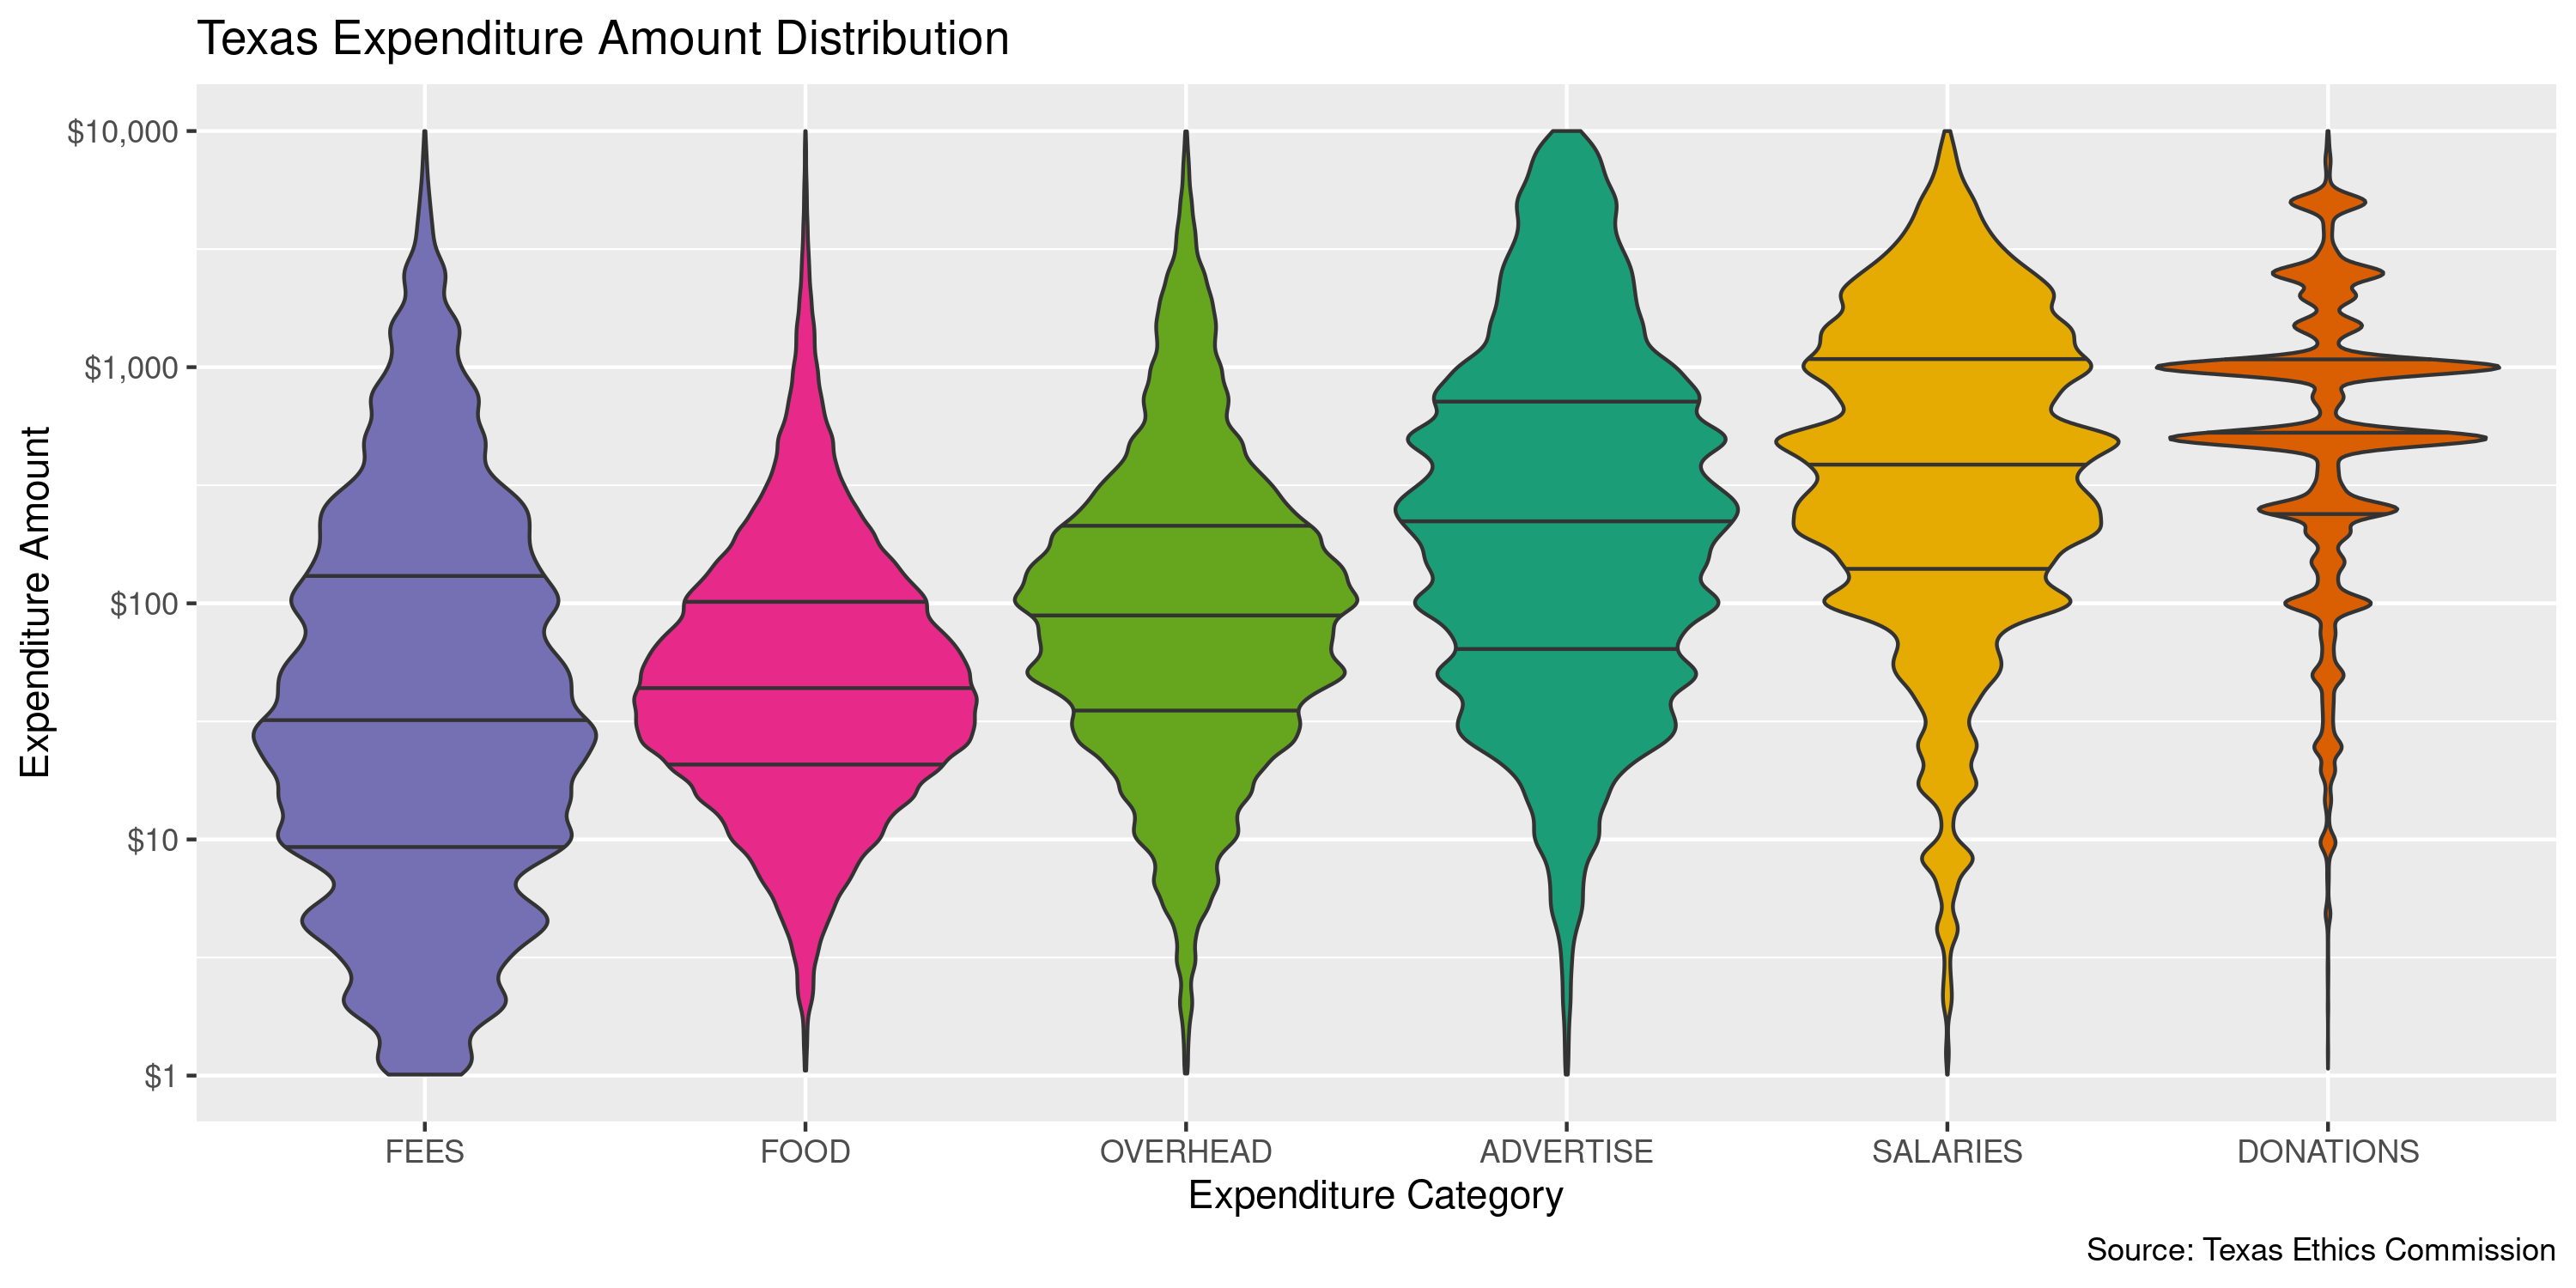 Texas Expenditure Amount Distribution
Expenditure Amount
$10,000
$1,000
$100
$10
$1
FEES FOOD OVERHEAD ADVERTISE SALARIES DONATIONS
Expenditure Category
Source: Texas Ethics Commission